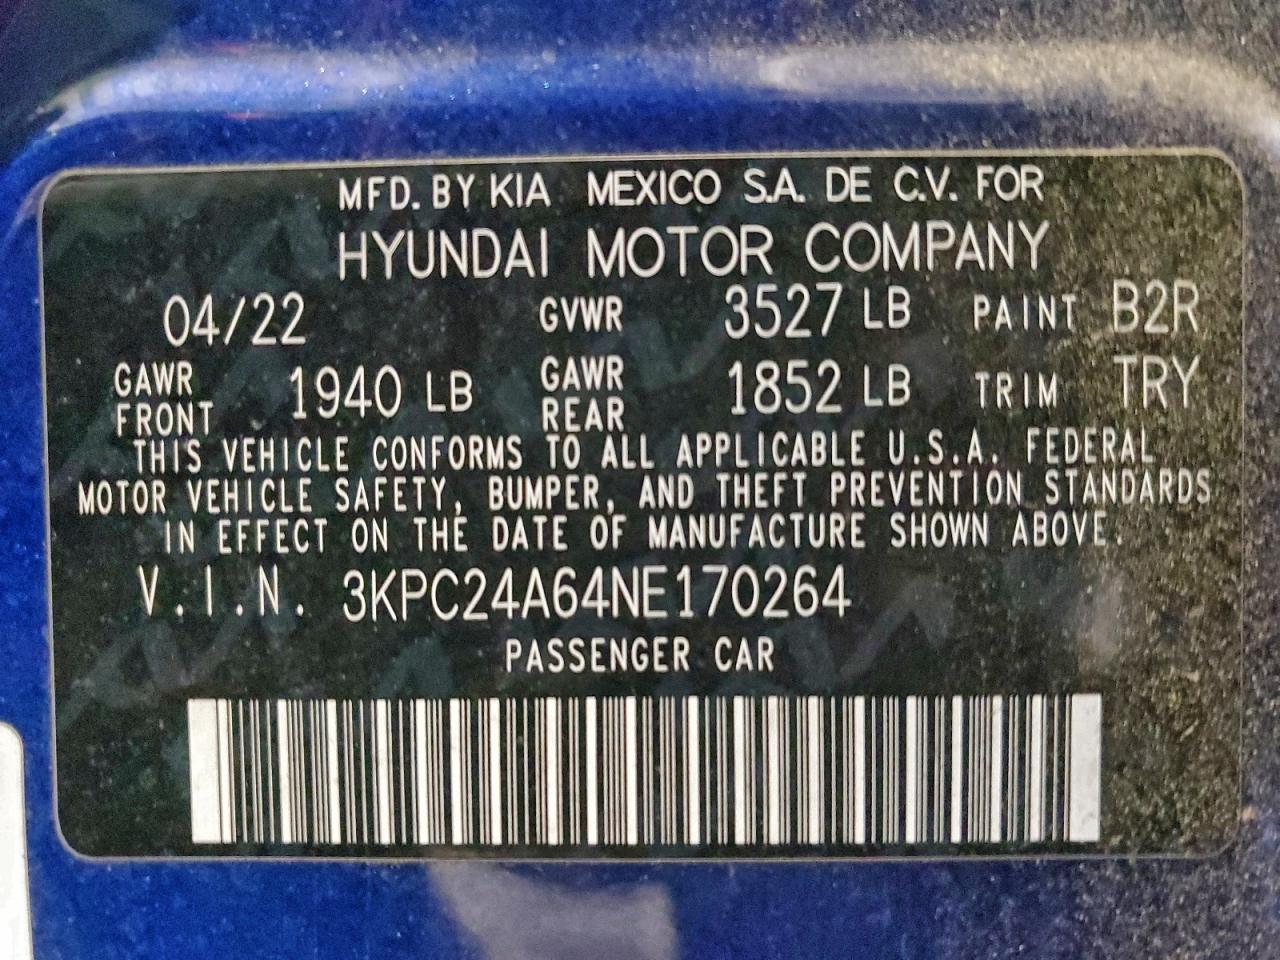 MFD. BY KIA MEXICO S.A. DE C.V. FOR
HYUNDAI MOTOR COMPANY
04/22 GVWR 3527 LB PAINT B2R
GAWR FRONT 1940 LB GAWR REAR 1852 LB TRIM TRY
THIS VEHICLE CONFORMS TO ALL APPLICABLE U.S.A. FEDERAL
MOTOR VEHICLE SAFETY, BUMPER, AND THEFT PREVENTION STANDARDS
IN EFFECT ON THE DATE OF MANUFACTURE SHOWN ABOVE.
V.I.N. 3KPC24A64NE170264
PASSENGER CAR